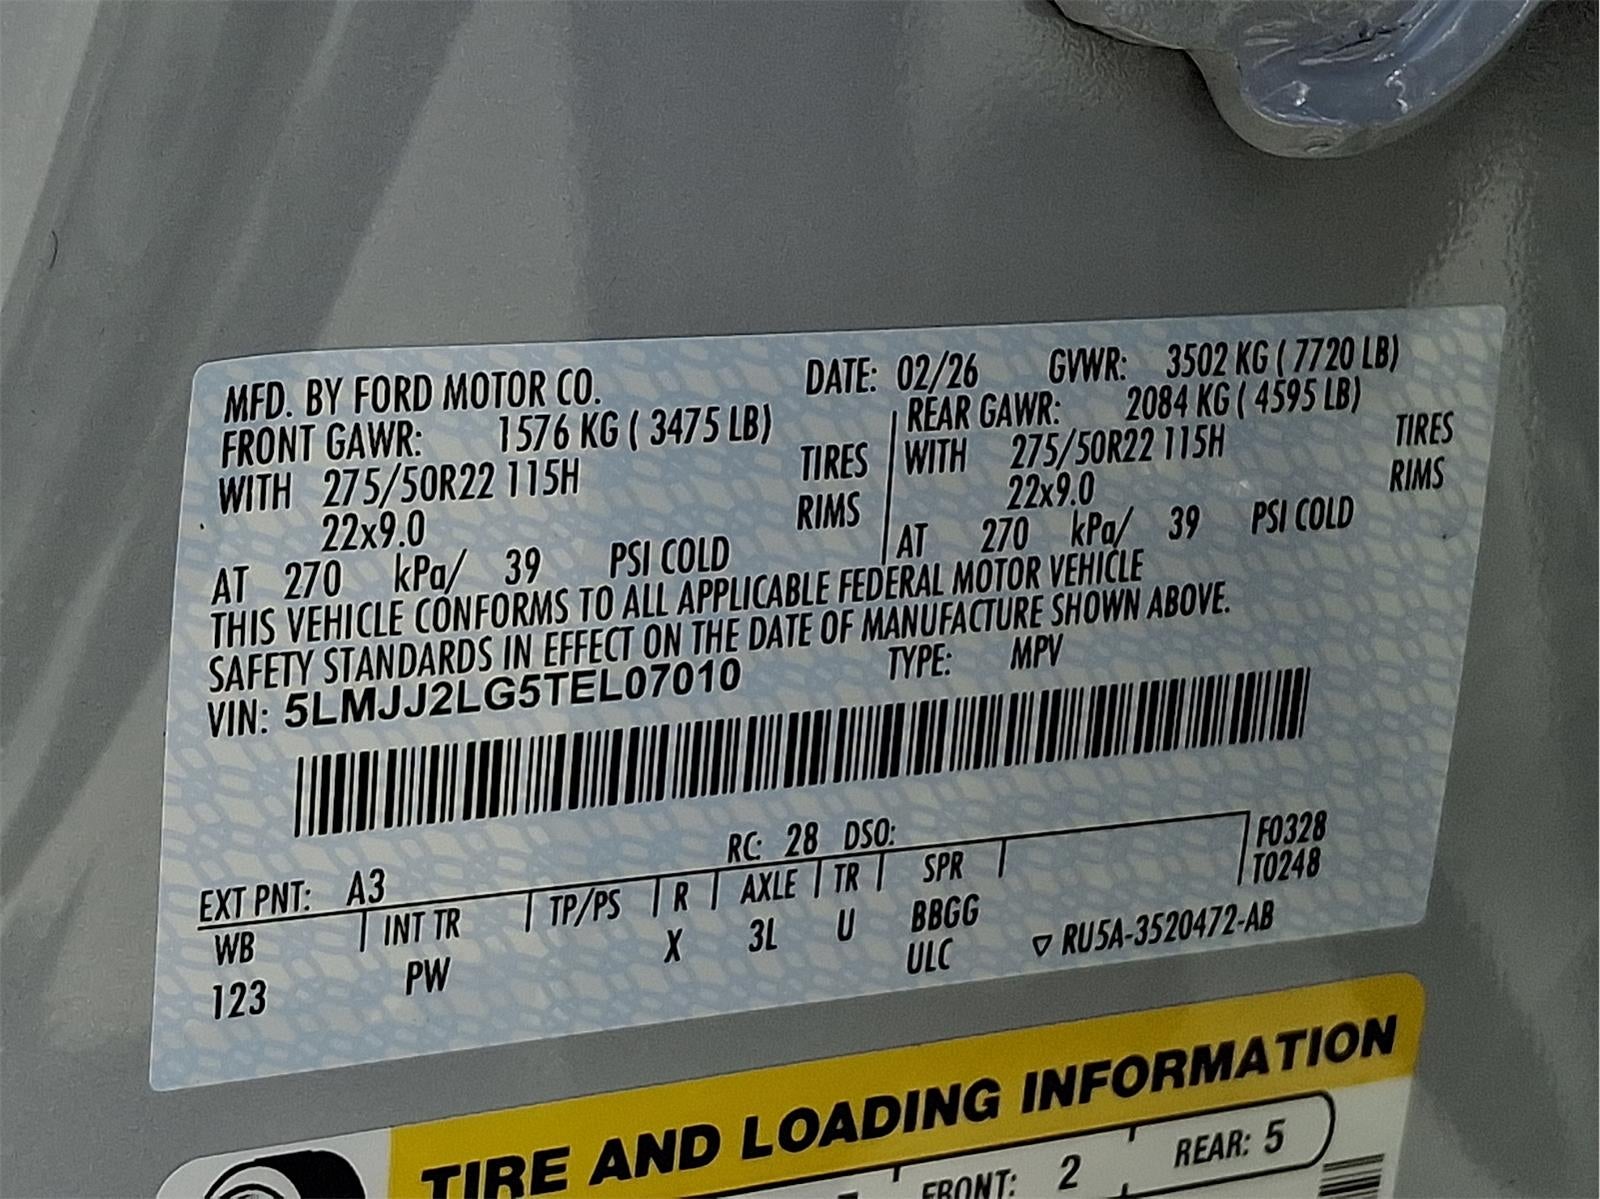 MFD. BY FORD MOTOR CO. DATE: 02/26 GVWR: 3502 KG ( 7720 LB)
FRONT GAWR: 1576 KG ( 3475 LB) REAR GAWR: 2084 KG ( 4595 LB)
WITH 275/50R22 115H TIRES WITH 275/50R22 115H TIRES
22x9.0 RIMS 22x9.0 RIMS
AT 270 kPa/ 39 PSI COLD AT 270 kPa/ 39 PSI COLD
THIS VEHICLE CONFORMS TO ALL APPLICABLE FEDERAL MOTOR VEHICLE
SAFETY STANDARDS IN EFFECT ON THE DATE OF MANUFACTURE SHOWN ABOVE.
VIN: 5LMJJ2LG5TEL07010 TYPE: MPV
RC: 28 DSO: F0328
EXT PNT: A3 T0248
WB INT TR TP/PS R AXLE TR SPR
123 PW X 3L U BBGG
ULC ▽ RU5A-3520472-AB
TIRE AND LOADING INFORMATION
FRONT: 2 REAR: 5